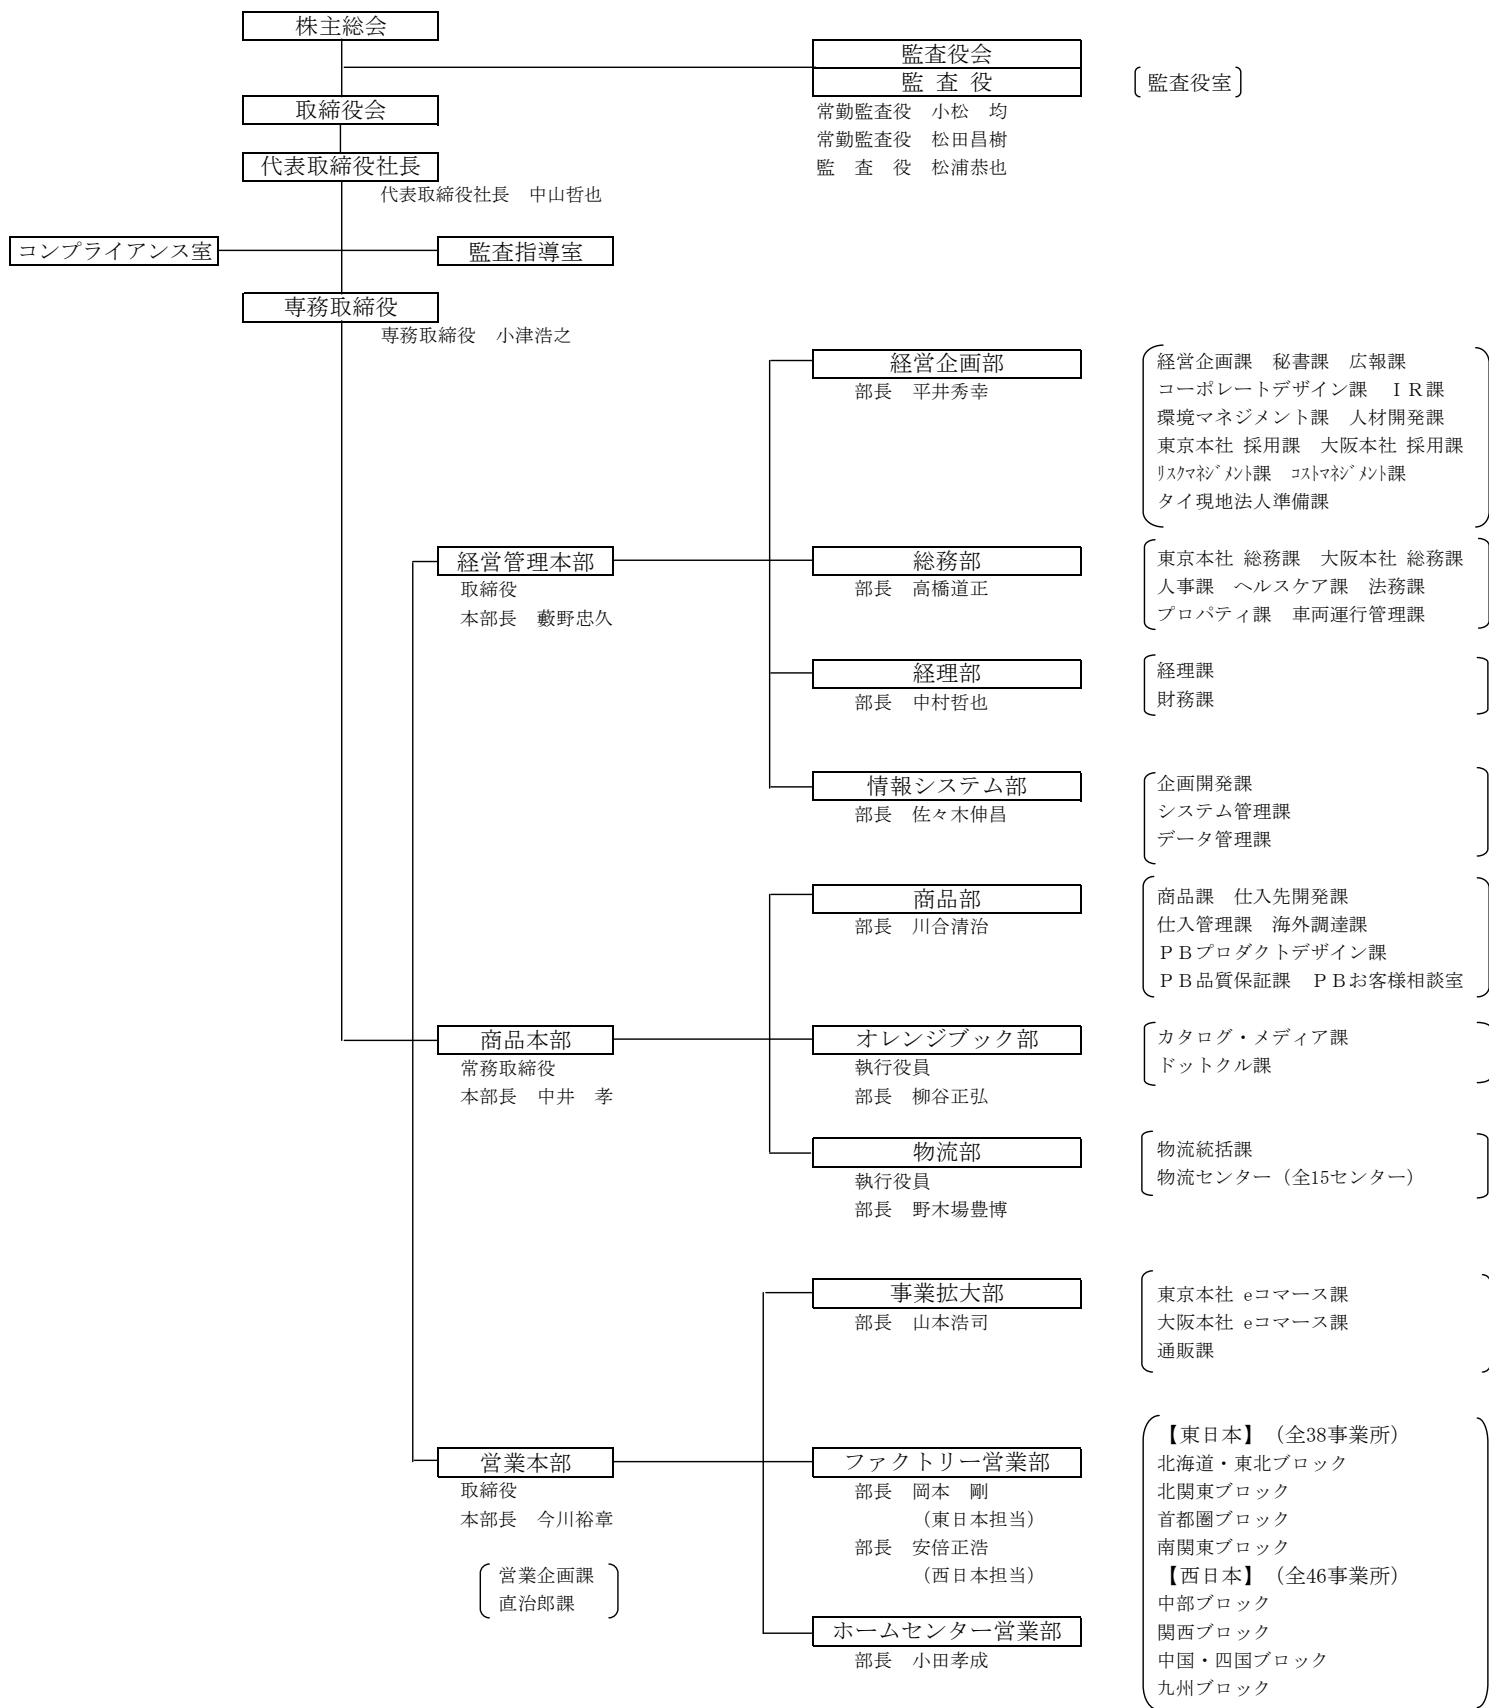 株主総会
監査役会
監 査 役
監査役室
取締役会
常勤監査役　小松　均
常勤監査役　松田昌樹
監　査　役　松浦恭也
代表取締役社長
代表取締役社長　中山哲也
コンプライアンス室
監査指導室
専務取締役
専務取締役　小津浩之
経営企画部
部長　平井秀幸
経営企画課　秘書課　広報課
コーポレートデザイン課　ＩＲ課
環境マネジメント課　人材開発課
東京本社 採用課　大阪本社 採用課
ﾘｽｸﾏﾈｼﾞﾒﾝﾄ課　ｺｽﾄﾏﾈｼﾞﾒﾝﾄ課
タイ現地法人準備課
経営管理本部
取締役
本部長　藪野忠久
総務部
部長　高橋道正
東京本社 総務課　大阪本社 総務課
人事課　ヘルスケア課　法務課
プロパティ課　車両運行管理課
経理部
部長　中村哲也
経理課
財務課
情報システム部
部長　佐々木伸昌
企画開発課
システム管理課
データ管理課
商品部
部長　川合清治
商品課　仕入先開発課
仕入管理課　海外調達課
ＰＢプロダクトデザイン課
ＰＢ品質保証課　ＰＢお客様相談室
商品本部
常務取締役
本部長　中井　孝
オレンジブック部
執行役員
部長　柳谷正弘
カタログ・メディア課
ドットクル課
物流部
執行役員
部長　野木場豊博
物流統括課
物流センター（全15センター）
事業拡大部
部長　山本浩司
東京本社 eコマース課
大阪本社 eコマース課
通販課
営業本部
取締役
本部長　今川裕章
営業企画課
直治郎課
ファクトリー営業部
部長　岡本　剛
（東日本担当）
部長　安倍正浩
（西日本担当）
ホームセンター営業部
部長　小田孝成
【東日本】（全38事業所）
北海道・東北ブロック
北関東ブロック
首都圏ブロック
南関東ブロック
【西日本】（全46事業所）
中部ブロック
関西ブロック
中国・四国ブロック
九州ブロック